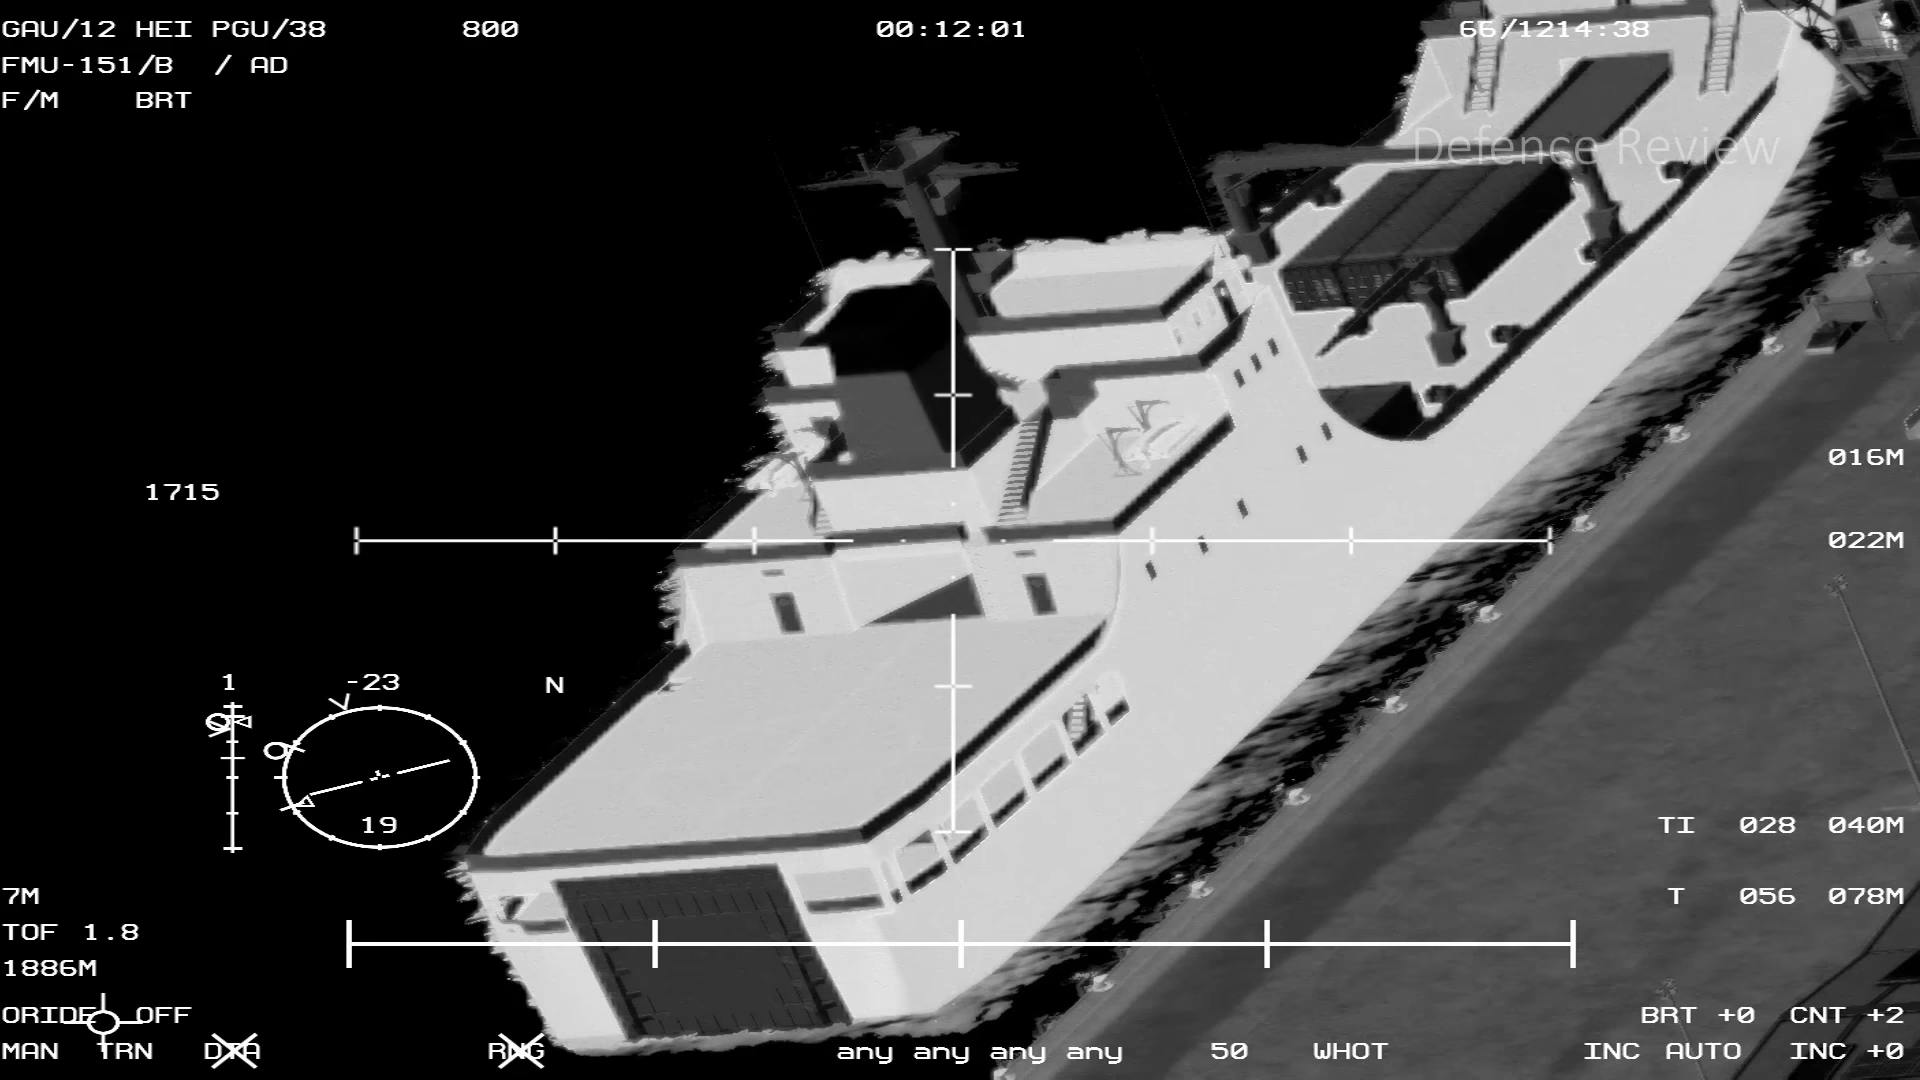 GAU/12 HEI PGU/38 800 00:12:01 66/1214:38
FMU-151/B / AD
F/M BRT
Defence Review
016M
1715
022M
1 -23 N
19
TI 028 040M
7M
T 056 078M
TOF 1.8
1886M
ORIDE OFF BRT +0 CNT +2
MAN TRN DTA RNG any any any any 50 WHOT INC AUTO INC +0